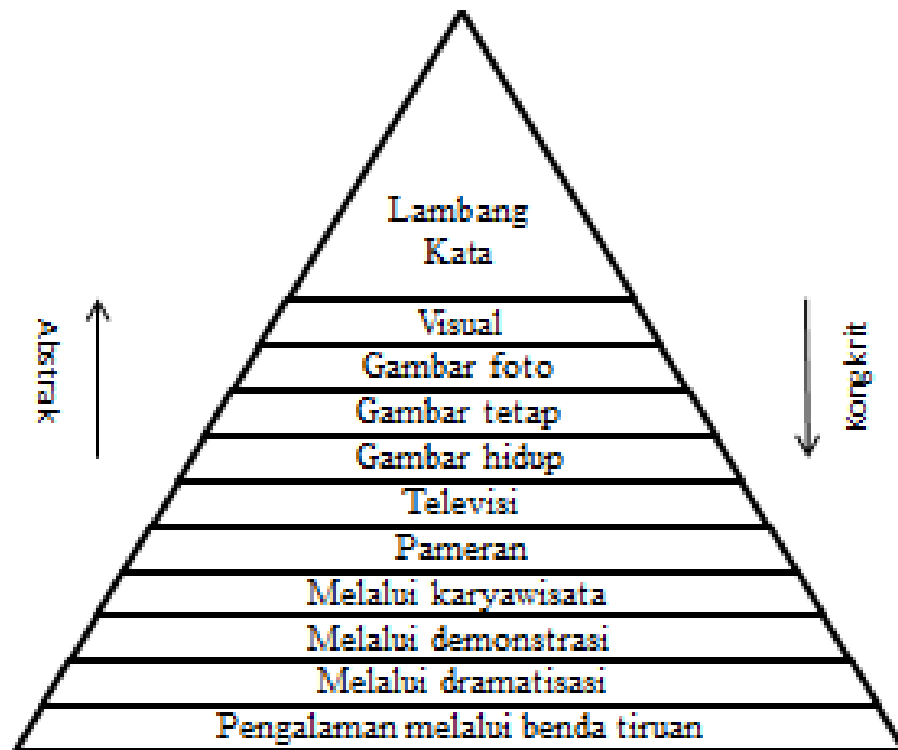 Lambang
Kata
Visual
Gambar foto
Gambar tetap
Gambar hidup
Televisi
Pameran
Melalui karyawisata
Melalui demonstrasi
Melalui dramatisasi
Pengalaman melalui benda tiruan
Abstrak
Kongkrit